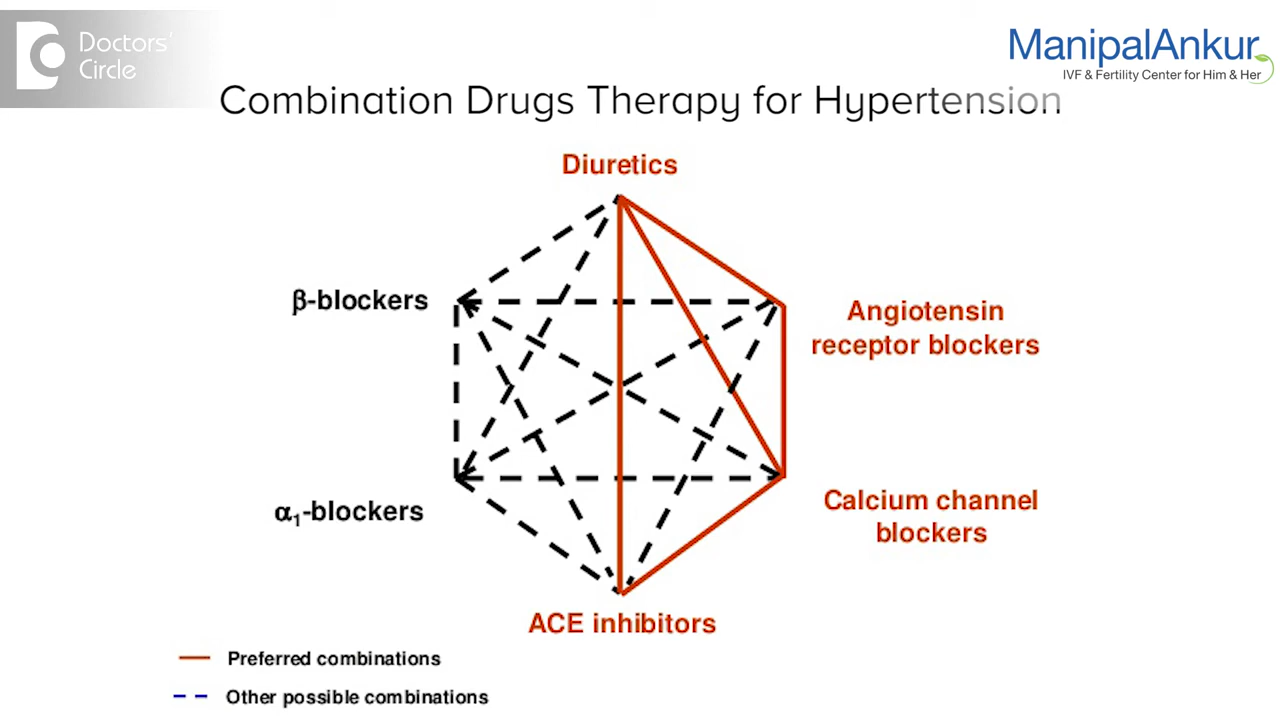 Doctors'
Circle
ManipalAnkur
IVF & Fertility Center for Him & Her
Combination Drugs Therapy for Hypertension
Diuretics
β-blockers
Angiotensin
receptor blockers
α₁-blockers
Calcium channel
blockers
ACE inhibitors
Preferred combinations
Other possible combinations